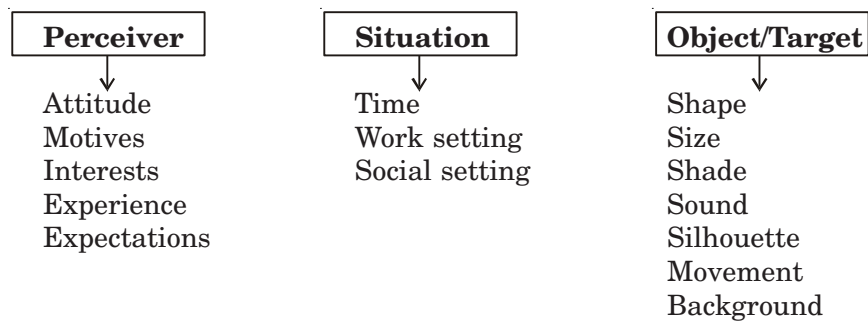 Perceiver
Attitude
Motives
Interests
Experience
Expectations
Situation
Time
Work setting
Social setting
Object/Target
Shape
Size
Shade
Sound
Silhouette
Movement
Background